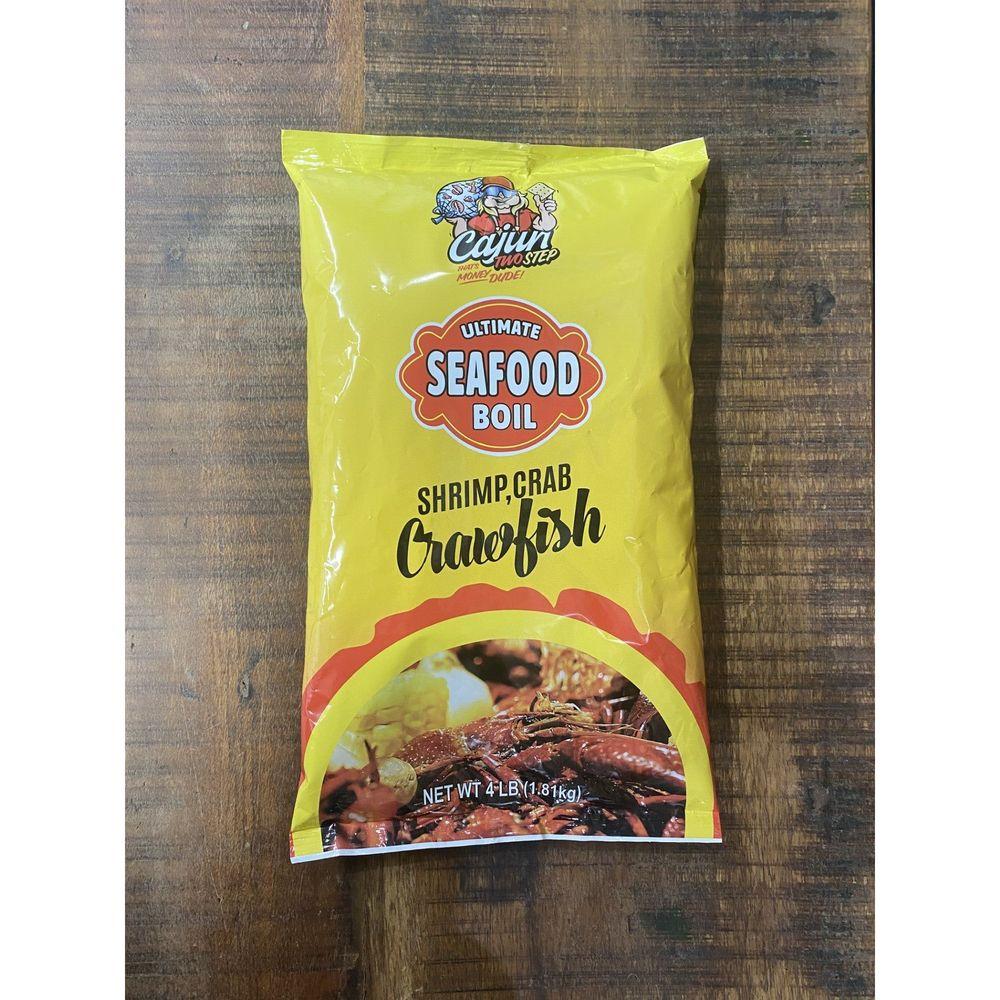 Cajun
TWO STEP
THAT'S
MONEY DUDE!
ULTIMATE
SEAFOOD
BOIL
SHRIMP, CRAB
Crawfish
NET WT 4 LB (1.81kg)